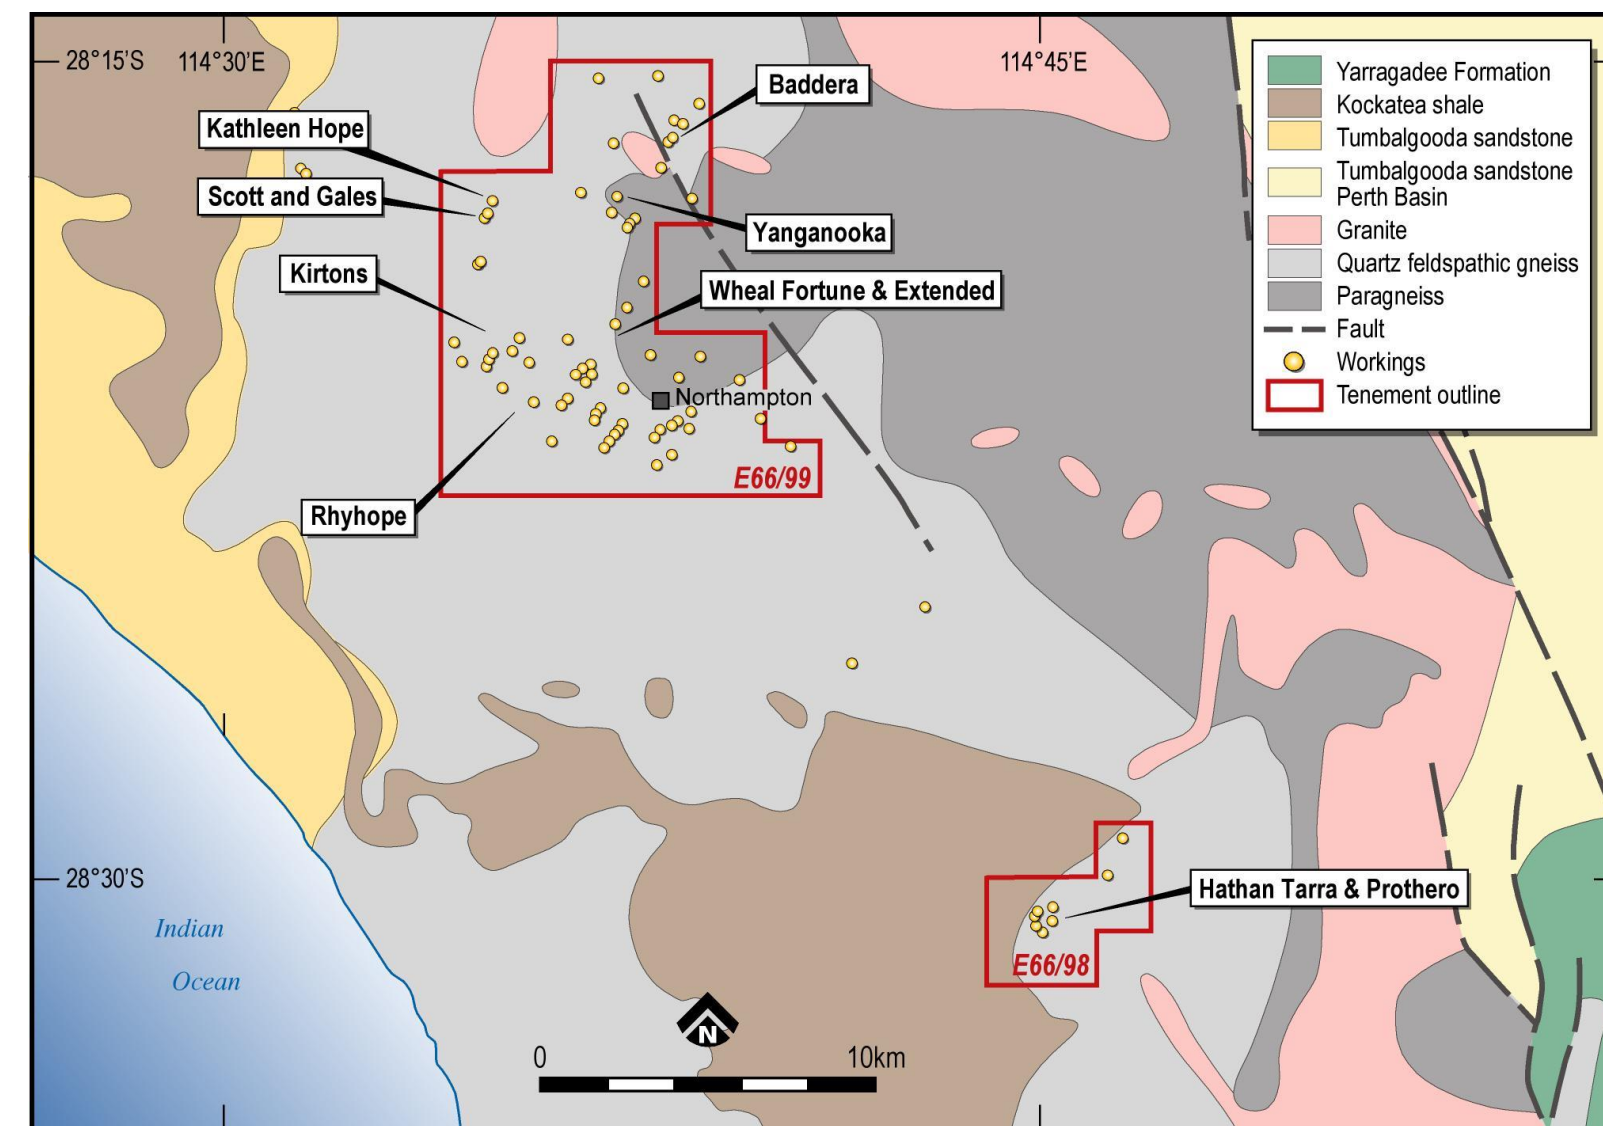 28°15'S
114°30'E
114°45'E
Baddera
Kathleen Hope
Scott and Gales
Yanganooka
Kirtons
Wheal Fortune & Extended
Northampton
E66/99
Rhyhope
Yarragadee Formation
Kockatea shale
Tumbalgooda sandstone
Tumbalgooda sandstone
Perth Basin
Granite
Quartz feldspathic gneiss
Paragneiss
Fault
Workings
Tenement outline
28°30'S
Hathan Tarra & Prothero
E66/98
Indian
Ocean
N
0
10km